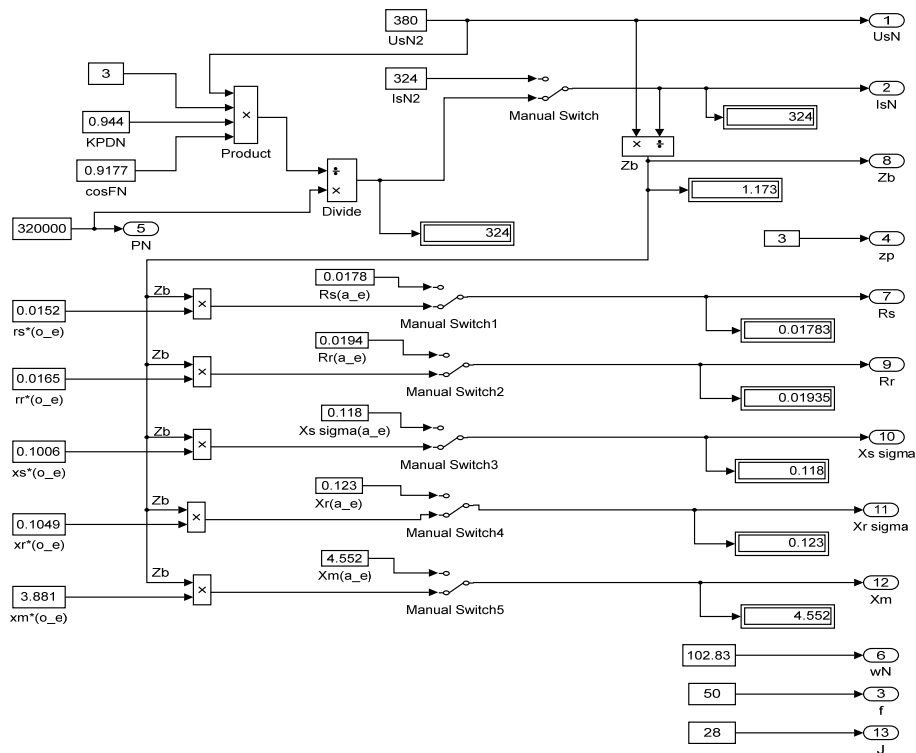 380
UsN2
1
UsN
3
324
IsN2
Manual Switch
2
IsN
324
0.944
KPDN
×
Product
0.9177
cosFN
÷
×
Divide
× ÷
Zb
8
Zb
1.173
320000
5
PN
324
3
4
zp
0.0178
Rs(a_e)
Zb
×
0.0152
rs*(o_e)
Manual Switch1
7
Rs
0.01783
0.0194
Rr(a_e)
Zb
×
0.0165
rr*(o_e)
Manual Switch2
9
Rr
0.01935
0.118
Xs sigma(a_e)
Zb
×
0.1006
xs*(o_e)
Manual Switch3
10
Xs sigma
0.118
0.123
Xr(a_e)
Zb
×
0.1049
xr*(o_e)
Manual Switch4
11
Xr sigma
0.123
4.552
Xm(a_e)
Zb
×
3.881
xm*(o_e)
Manual Switch5
12
Xm
4.552
102.83
6
wN
50
3
f
28
13
J